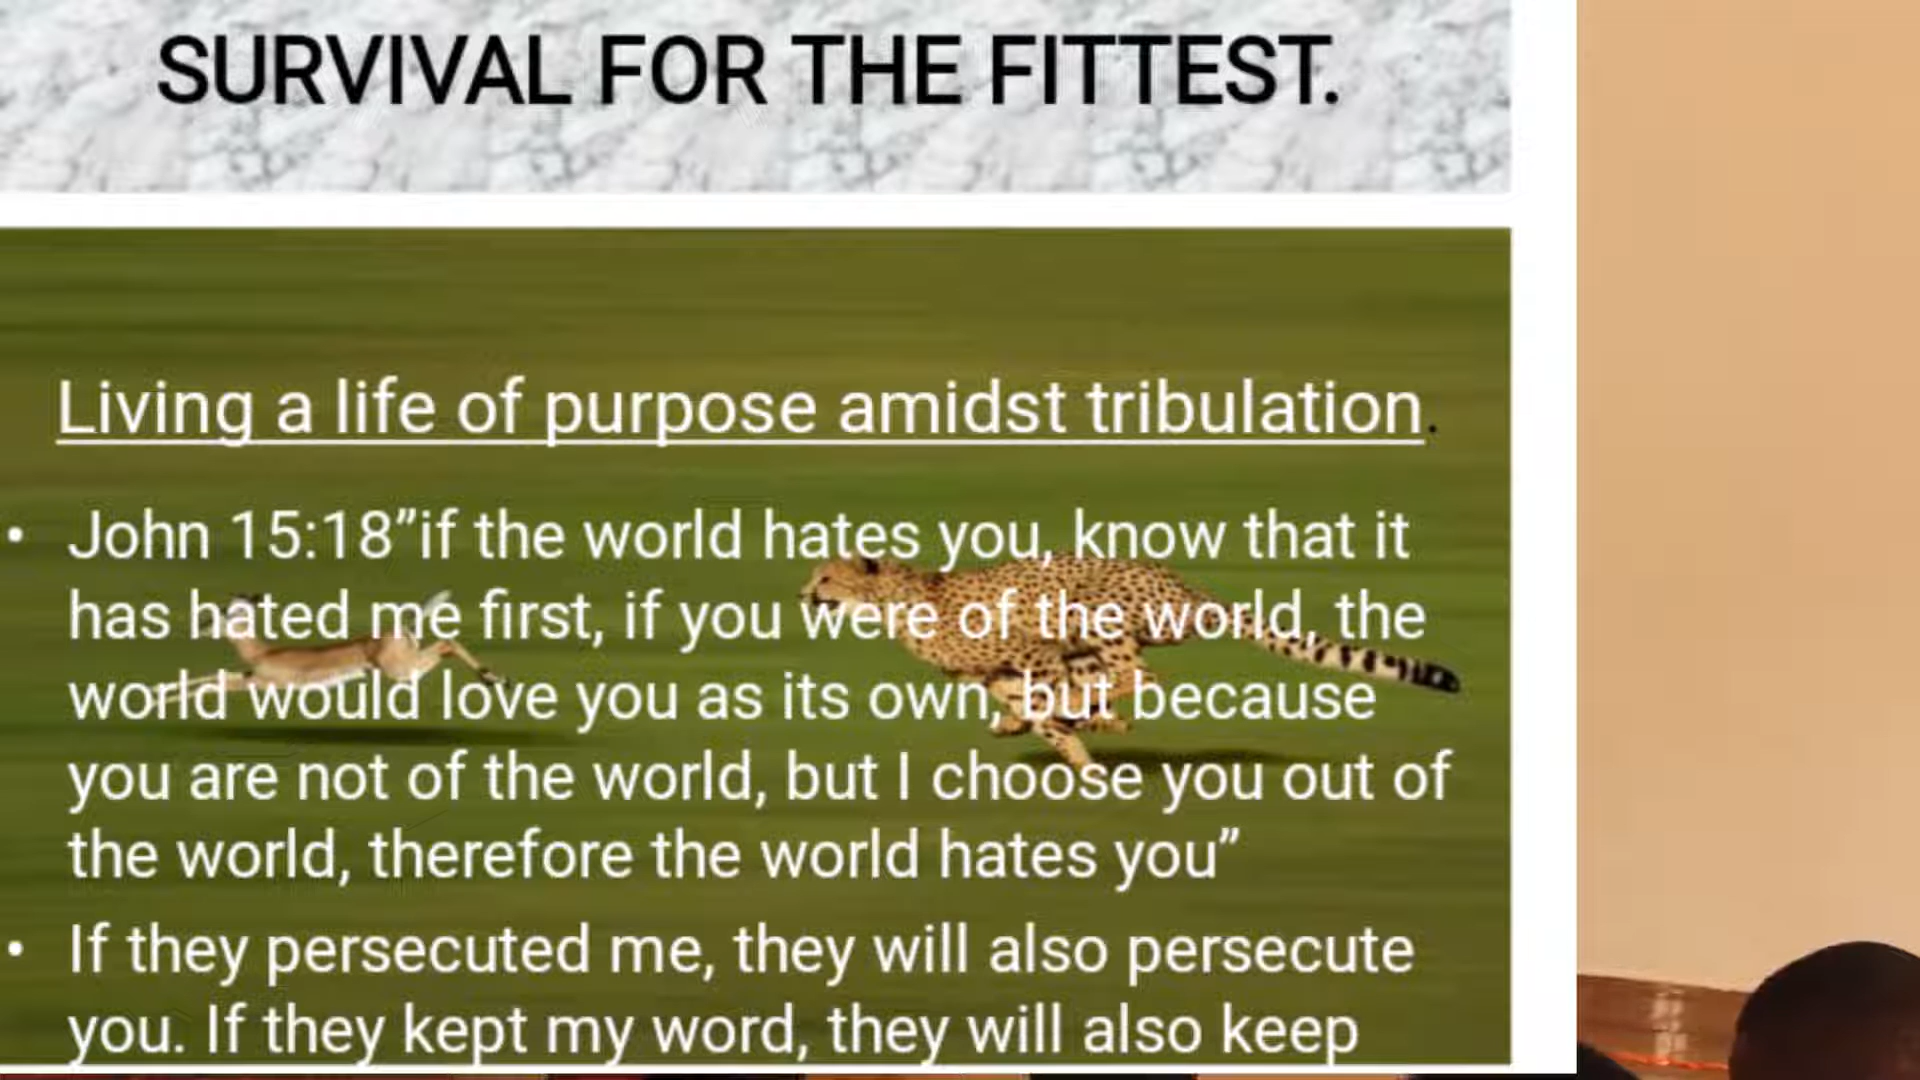 SURVIVAL FOR THE FITTEST.
Living a life of purpose amidst tribulation.
• John 15:18”if the world hates you, know that it
has hated me first, if you were of the world, the
world would love you as its own, but because
you are not of the world, but I choose you out of
the world, therefore the world hates you”
• If they persecuted me, they will also persecute
you. If they kept my word, they will also keep